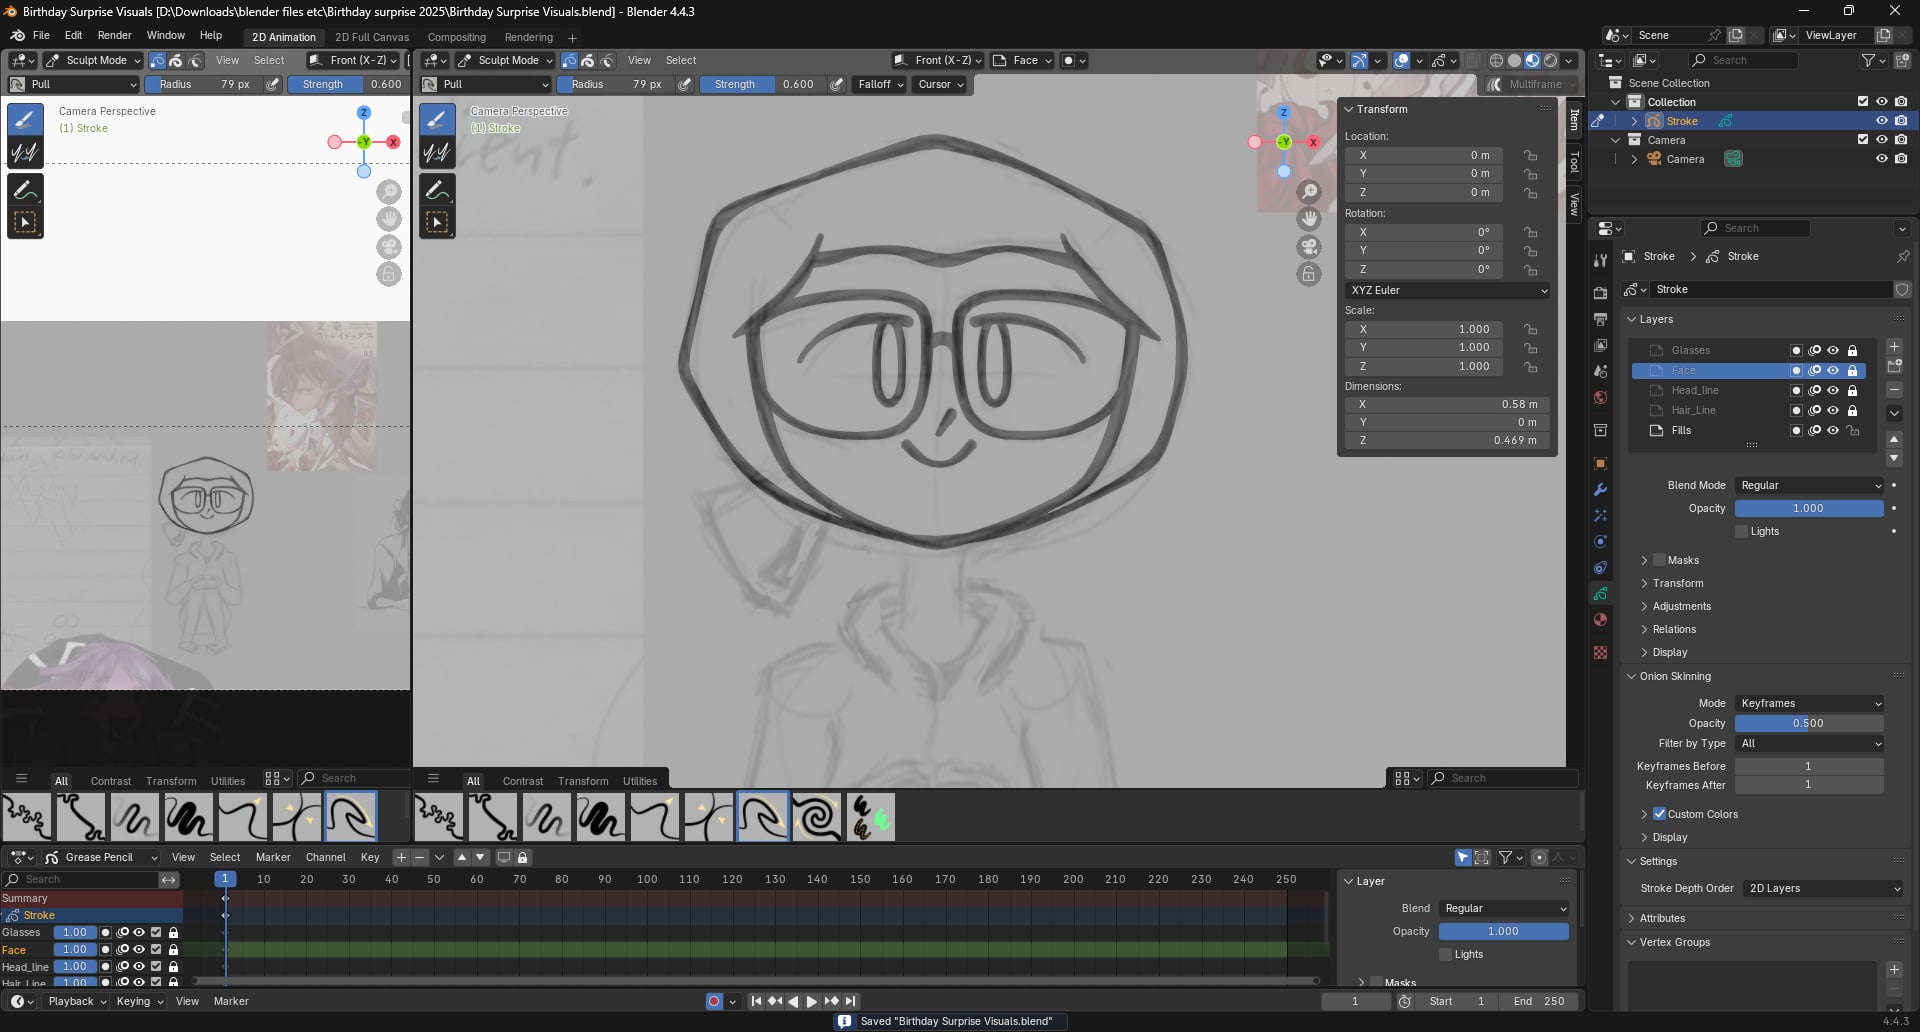 Birthday Surprise Visuals [D:\Downloads\blender files etc\Birthday surprise 2025\Birthday Surprise Visuals.blend] - Blender 4.4.3
File Edit Render Window Help 2D Animation 2D Full Canvas Compositing Rendering + Scene ViewLayer
Sculpt Mode View Select Front (X-Z)
Pull Radius 79 px Strength 0.600
Camera Perspective
(1) Stroke
Z
-Y
X
All Contrast Transform Utilities Search
Sculpt Mode View Select Front (X-Z) Face
Pull Radius 79 px Strength 0.600 Falloff Cursor Multiframe
Camera Perspective
(1) Stroke
Z
-Y
X
Item
Tool
View
Transform
Location:
X 0 m
Y 0 m
Z 0 m
Rotation:
X 0°
Y 0°
Z 0°
XYZ Euler
Scale:
X 1.000
Y 1.000
Z 1.000
Dimensions:
X 0.58 m
Y 0 m
Z 0.469 m
All Contrast Transform Utilities Search
Search
Scene Collection
Collection
Stroke
Camera
Camera
Search
Stroke > Stroke
Stroke
Layers
Glasses
Face
Head_line
Hair_Line
Fills
Blend Mode Regular
Opacity 1.000
Lights
Masks
Transform
Adjustments
Relations
Display
Onion Skinning
Mode Keyframes
Opacity 0.500
Filter by Type All
Keyframes Before 1
Keyframes After 1
Custom Colors
Display
Settings
Stroke Depth Order 2D Layers
Attributes
Vertex Groups
Grease Pencil View Select Marker Channel Key
Search 1 10 20 30 40 50 60 70 80 90 100 110 120 130 140 150 160 170 180 190 200 210 220 230 240 250
Summary
Stroke
Glasses 1.00
Face 1.00
Head_line 1.00
Hair_Line 1.00
Layer
Blend Regular
Opacity 1.000
Lights
Masks
Playback Keying View Marker 1 Start 1 End 250
Saved "Birthday Surprise Visuals.blend"
4.4.3